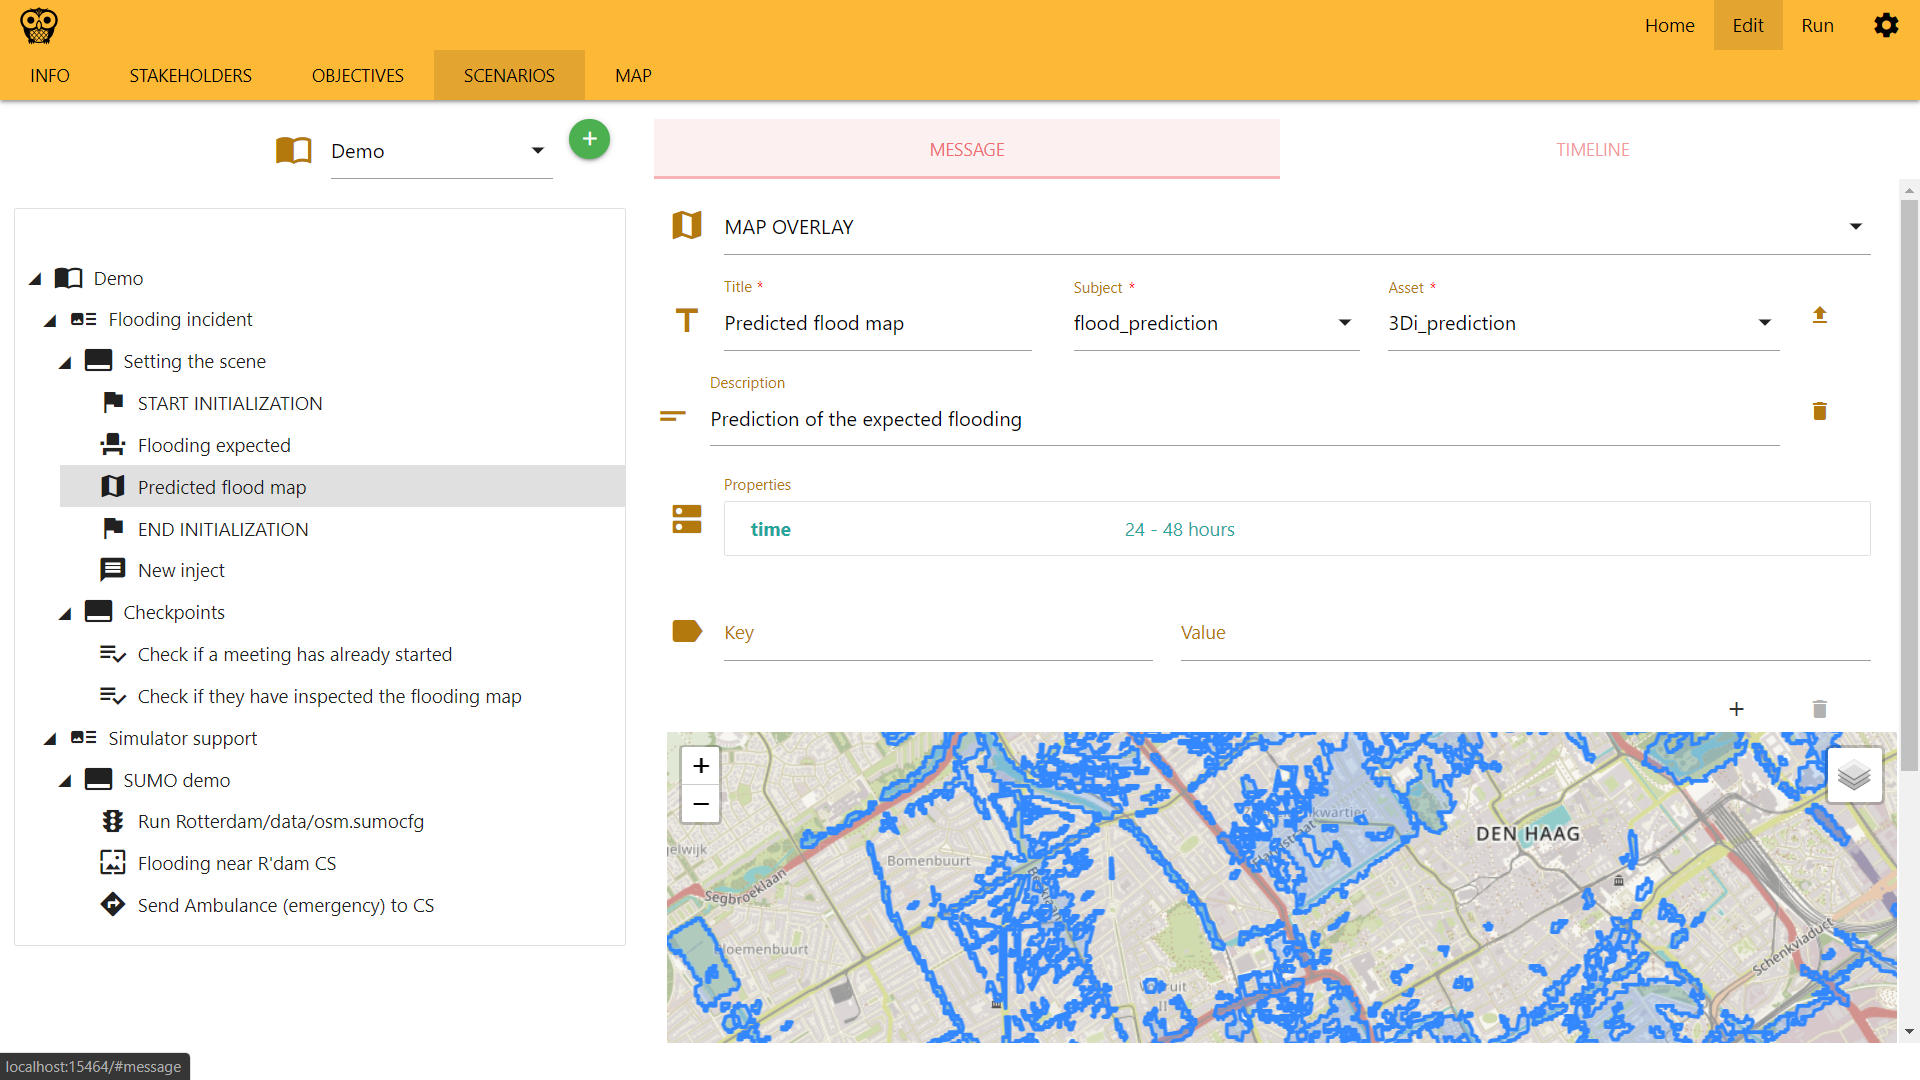 Home Edit Run
INFO STAKEHOLDERS OBJECTIVES SCENARIOS MAP
Demo
MESSAGE
TIMELINE
Demo
Flooding incident
Setting the scene
START INITIALIZATION
Flooding expected
Predicted flood map
END INITIALIZATION
New inject
Checkpoints
Check if a meeting has already started
Check if they have inspected the flooding map
Simulator support
SUMO demo
Run Rotterdam/data/osm.sumocfg
Flooding near R'dam CS
Send Ambulance (emergency) to CS
MAP OVERLAY
Title * Subject * Asset *
Predicted flood map flood_prediction 3Di_prediction
Description
Prediction of the expected flooding
Properties
time 24 - 48 hours
Key Value
+
−
DEN HAAG
Bomenbuurt
Segbroeklaan
Schenkviaduct
localhost:15464/#message